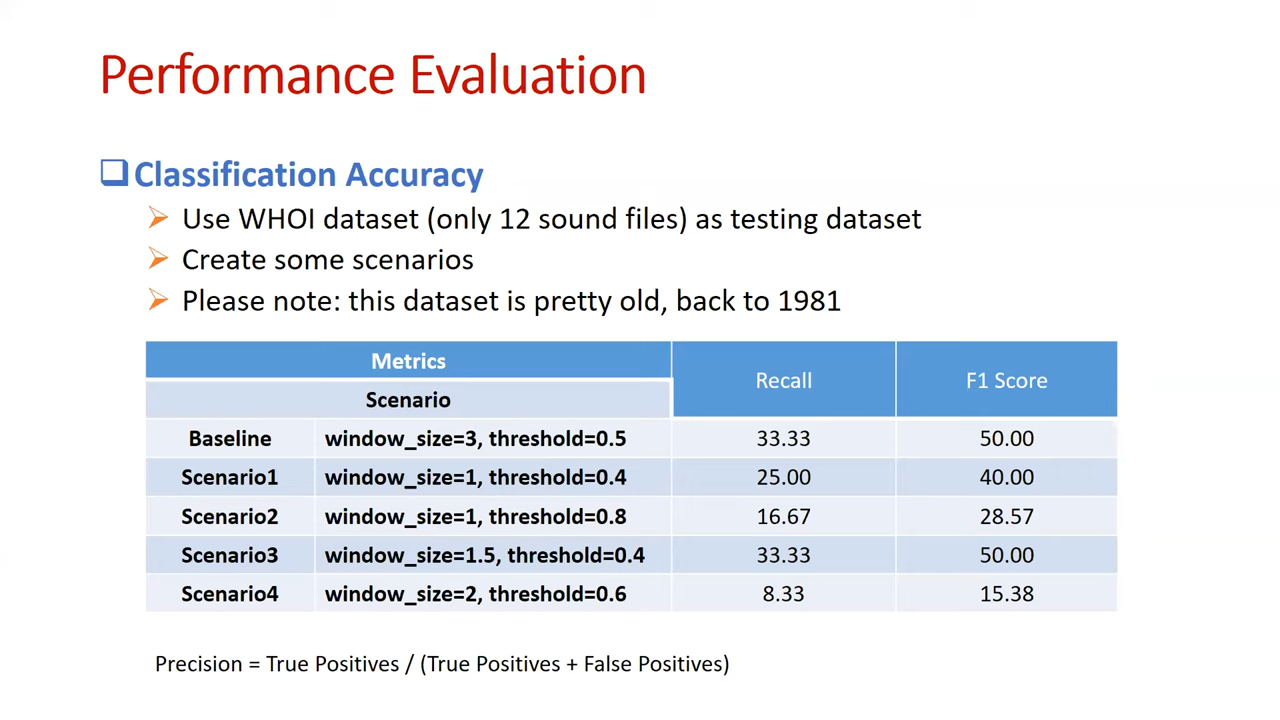 Performance Evaluation
Classification Accuracy
Use WHOI dataset (only 12 sound files) as testing dataset
Create some scenarios
Please note: this dataset is pretty old, back to 1981
Metrics Recall F1 Score
Scenario
Baseline window_size=3, threshold=0.5 33.33 50.00
Scenario1 window_size=1, threshold=0.4 25.00 40.00
Scenario2 window_size=1, threshold=0.8 16.67 28.57
Scenario3 window_size=1.5, threshold=0.4 33.33 50.00
Scenario4 window_size=2, threshold=0.6 8.33 15.38
Precision = True Positives / (True Positives + False Positives)